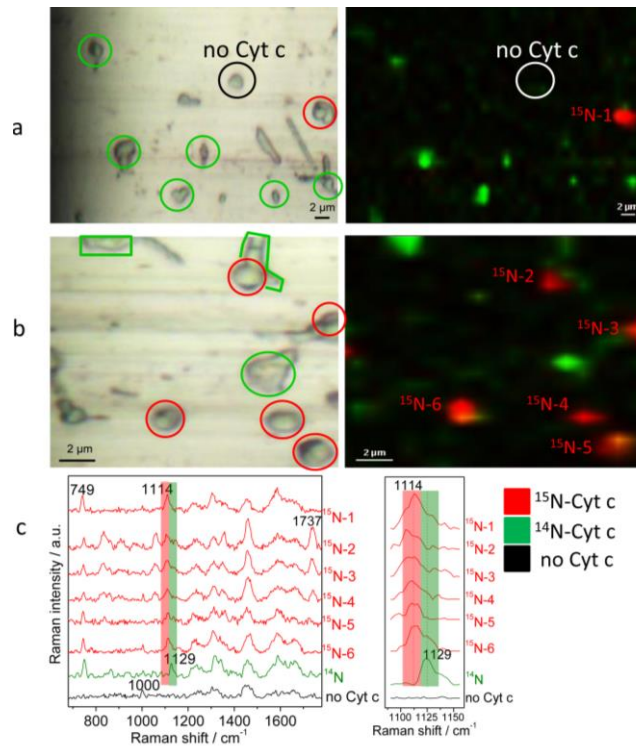 no Cyt c
no Cyt c
¹⁵N-1
a
2 µm
2 µm
¹⁵N-2
¹⁵N-3
b
¹⁵N-6
¹⁵N-4
¹⁵N-5
2 µm
2 µm
c
749
1114
1737
¹⁵N-1
¹⁵N-2
¹⁵N-3
¹⁵N-4
¹⁵N-5
¹⁵N-6
1129
¹⁴N
1000
no Cyt c
Raman intensity / a.u.
800 1000 1200 1400 1600
Raman shift / cm⁻¹
1114
¹⁵N-1
¹⁵N-2
¹⁵N-3
¹⁵N-4
¹⁵N-5
¹⁵N-6
1129
¹⁴N
no Cyt c
1100 1125 1150
Raman shift / cm⁻¹
¹⁵N-Cyt c
¹⁴N-Cyt c
no Cyt c